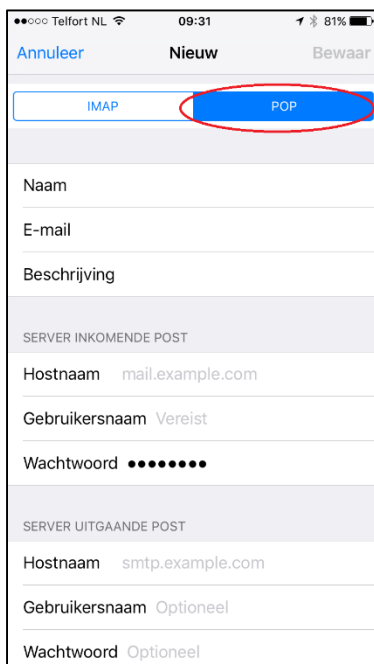 Telfort NL 09:31 81%
Annuleer Nieuw Bewaar
IMAP POP
Naam
E-mail
Beschrijving
SERVER INKOMENDE POST
Hostnaam mail.example.com
Gebruikersnaam Vereist
Wachtwoord ●●●●●●●●
SERVER UITGAANDE POST
Hostnaam smtp.example.com
Gebruikersnaam Optioneel
Wachtwoord Optioneel